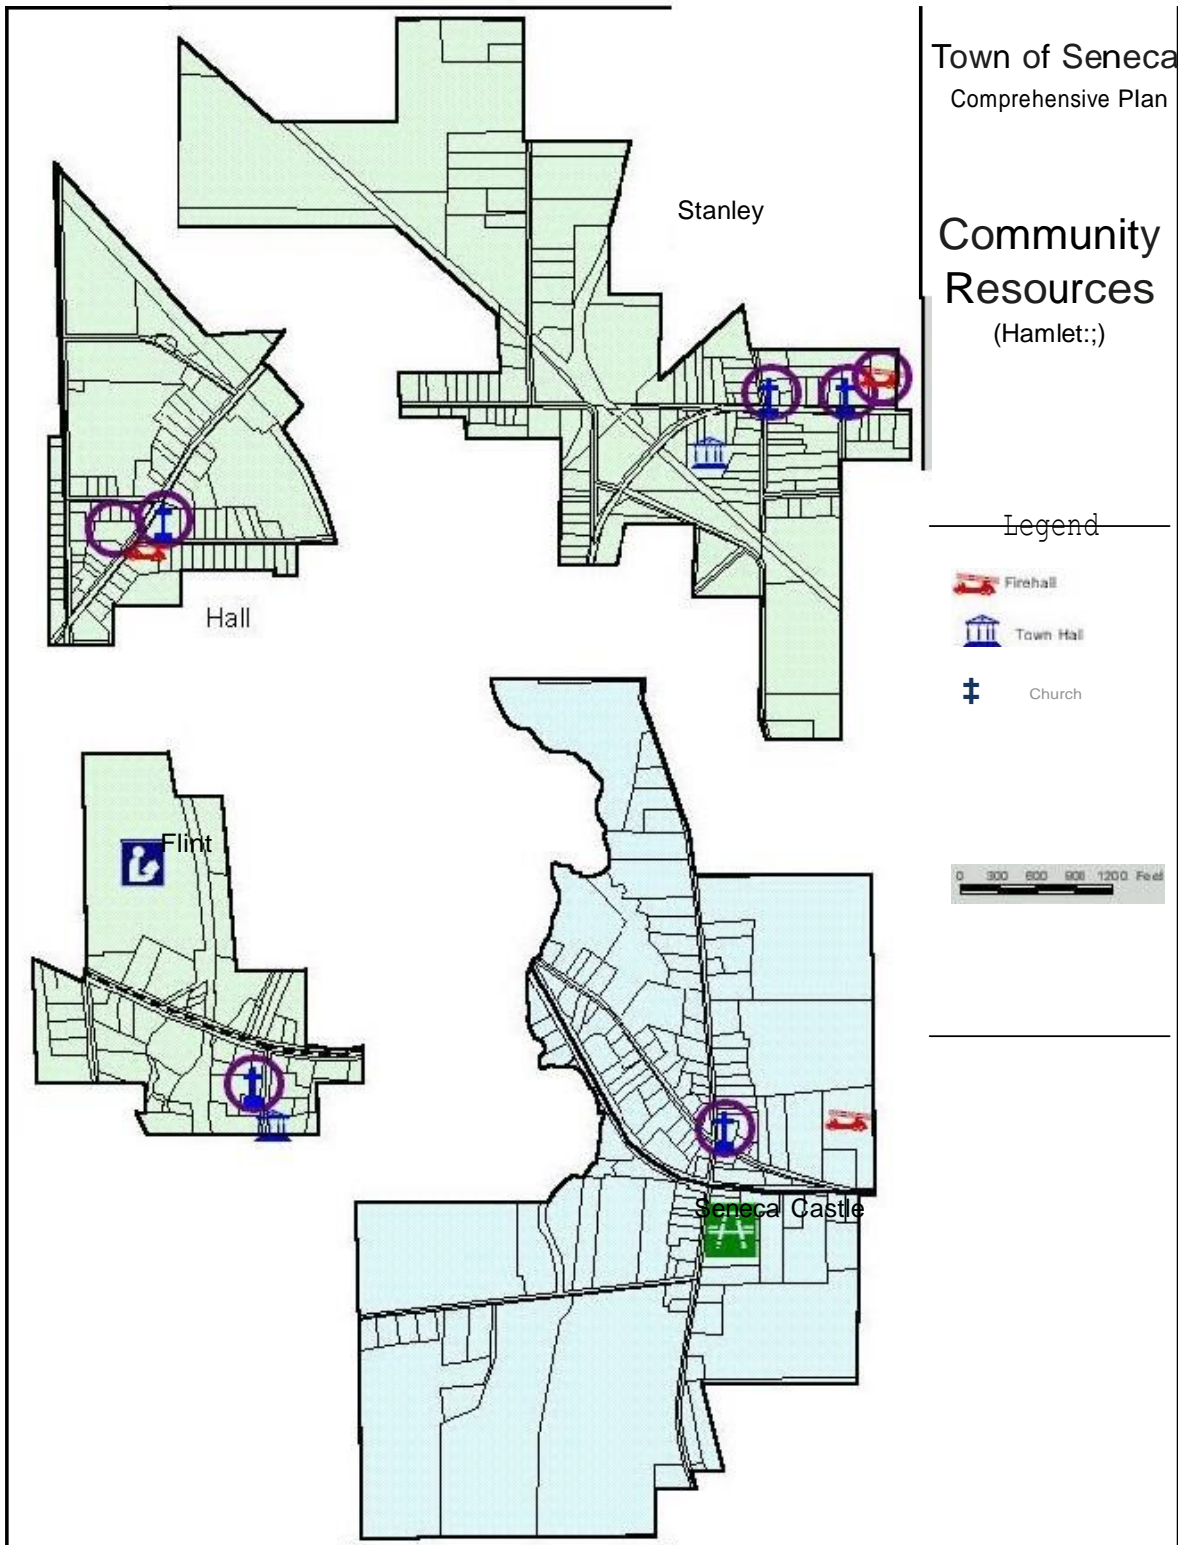 Town of Seneca
Comprehensive Plan
Stanley
Community
Resources
(Hamlet:;)
Legend
Firehall
Town Hall
Church
Hall
Flint
0 300 600 900 1200 Feet
Seneca Castle